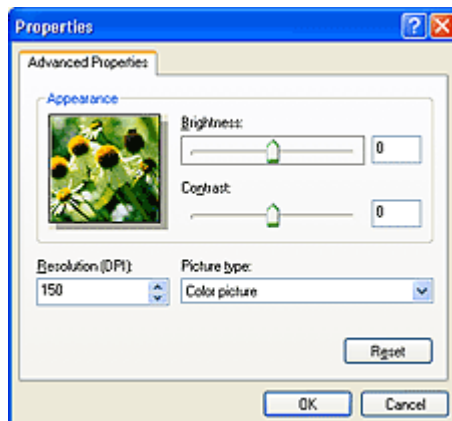 Properties
Advanced Properties
Appearance
Brightness:
0
Contrast:
0
Resolution (DPI):
Picture type:
150
Color picture
Reset
OK
Cancel